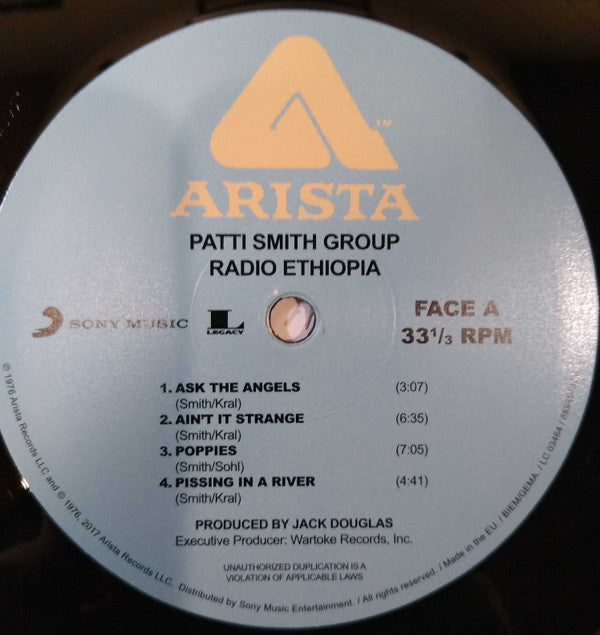 TM
ARISTA
PATTI SMITH GROUP
RADIO ETHIOPIA
SONY MUSIC
L
LEGACY
FACE A
33⅓ RPM
1. ASK THE ANGELS (3:07)
(Smith/Kral)
2. AIN'T IT STRANGE (6:35)
(Smith/Kral)
3. POPPIES (7:05)
(Smith/Sohl)
4. PISSING IN A RIVER (4:41)
(Smith/Kral)
PRODUCED BY JACK DOUGLAS
Executive Producer: Wartoke Records, Inc.
UNAUTHORIZED DUPLICATION IS A
VIOLATION OF APPLICABLE LAWS
℗ 1976 Arista Records LLC and © 1976, 2017 Arista Records LLC. Distributed by Sony Music Entertainment. / All rights reserved. / Made in the EU. / BIEM/GEMA. / LC 03484 /